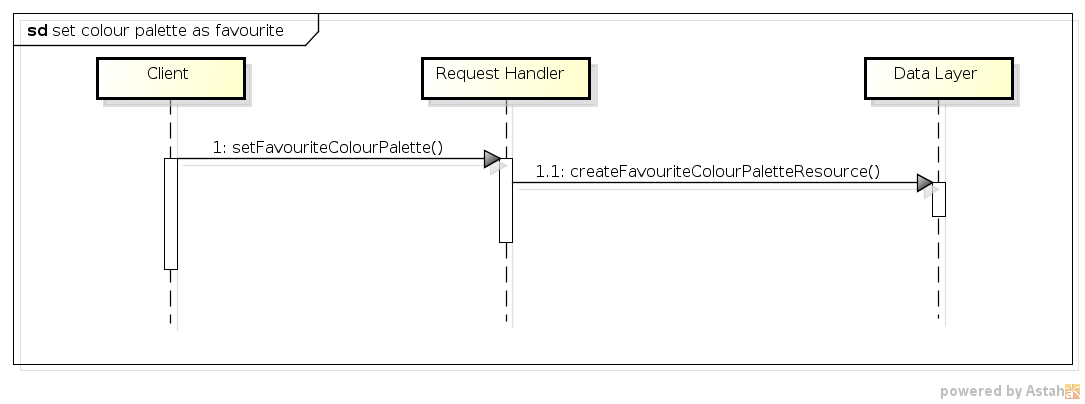 sd set colour palette as favourite
Client
Request Handler
Data Layer
1: setFavouriteColourPalette()
1.1: createFavouriteColourPaletteResource()
powered by Astah